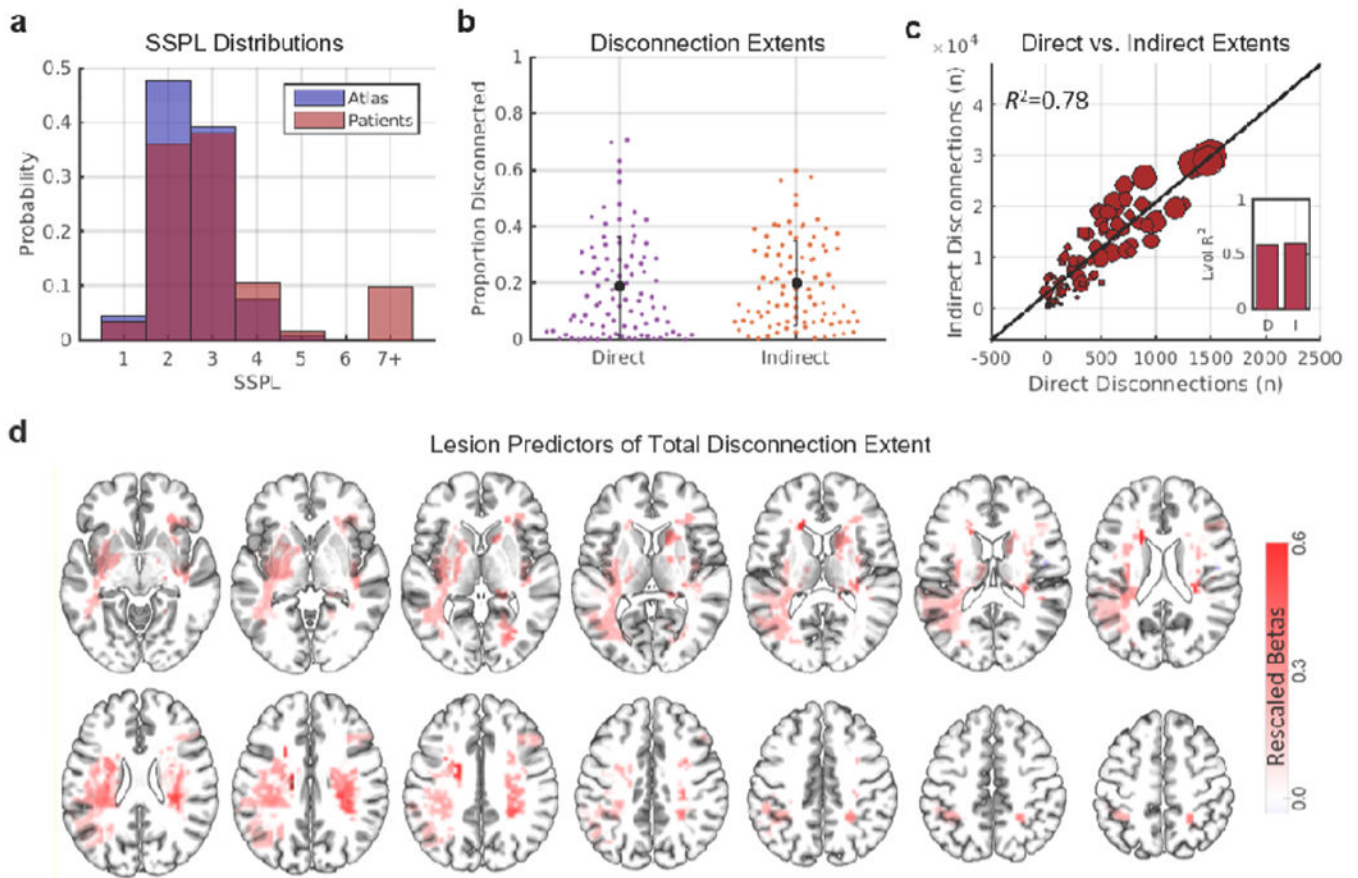 a
SSPL Distributions
0.5
0.4
0.3
0.2
0.1
0
Probability
Atlas
Patients
1 2 3 4 5 6 7+
SSPL
b
Disconnection Extents
1
0.8
0.6
0.4
0.2
0
Proportion Disconnected
Direct Indirect
c
Direct vs. Indirect Extents
×10⁴
R²=0.78
4
3
2
1
0
Indirect Disconnections (n)
-500 0 500 1000 1500 2000 2500
Direct Disconnections (n)
1
0.5
0
Lvol R²
D I
d
Lesion Predictors of Total Disconnection Extent
0.6
0.3
0.0
Rescaled Betas